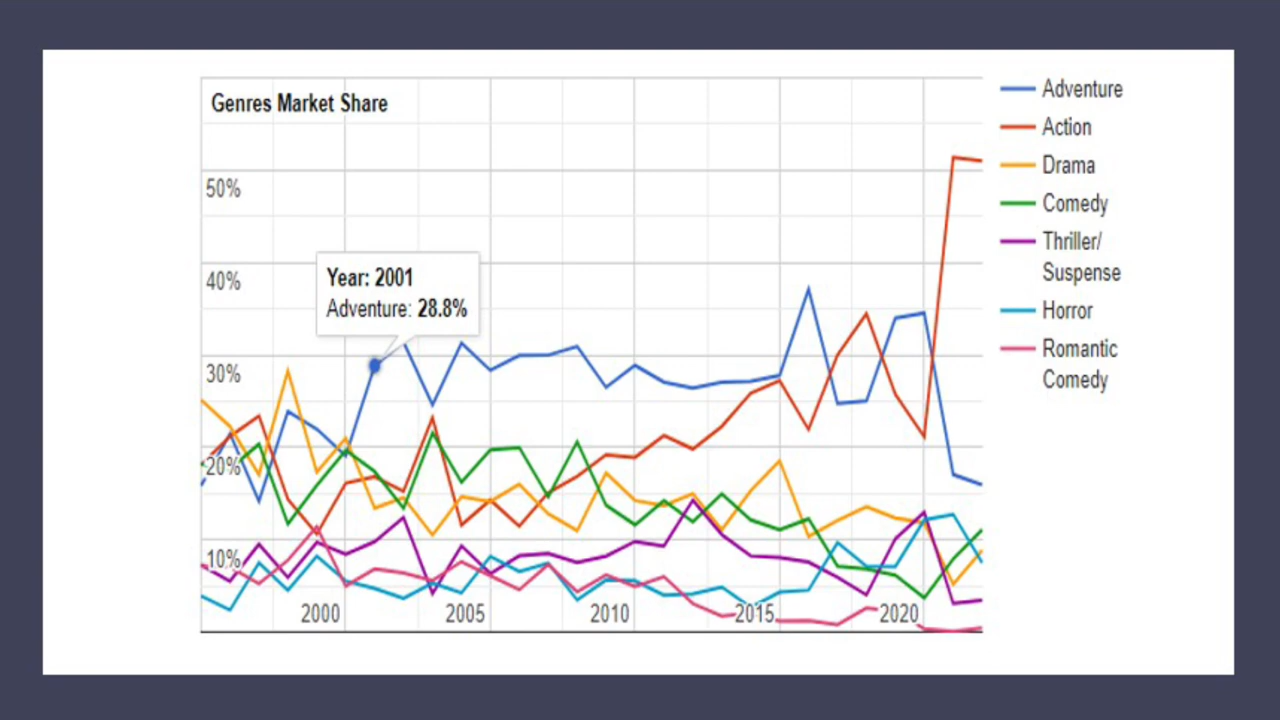 Genres Market Share
50%
40%
30%
20%
10%
Year: 2001
Adventure: 28.8%
2000 2005 2010 2015 2020
Adventure
Action
Drama
Comedy
Thriller/
Suspense
Horror
Romantic
Comedy